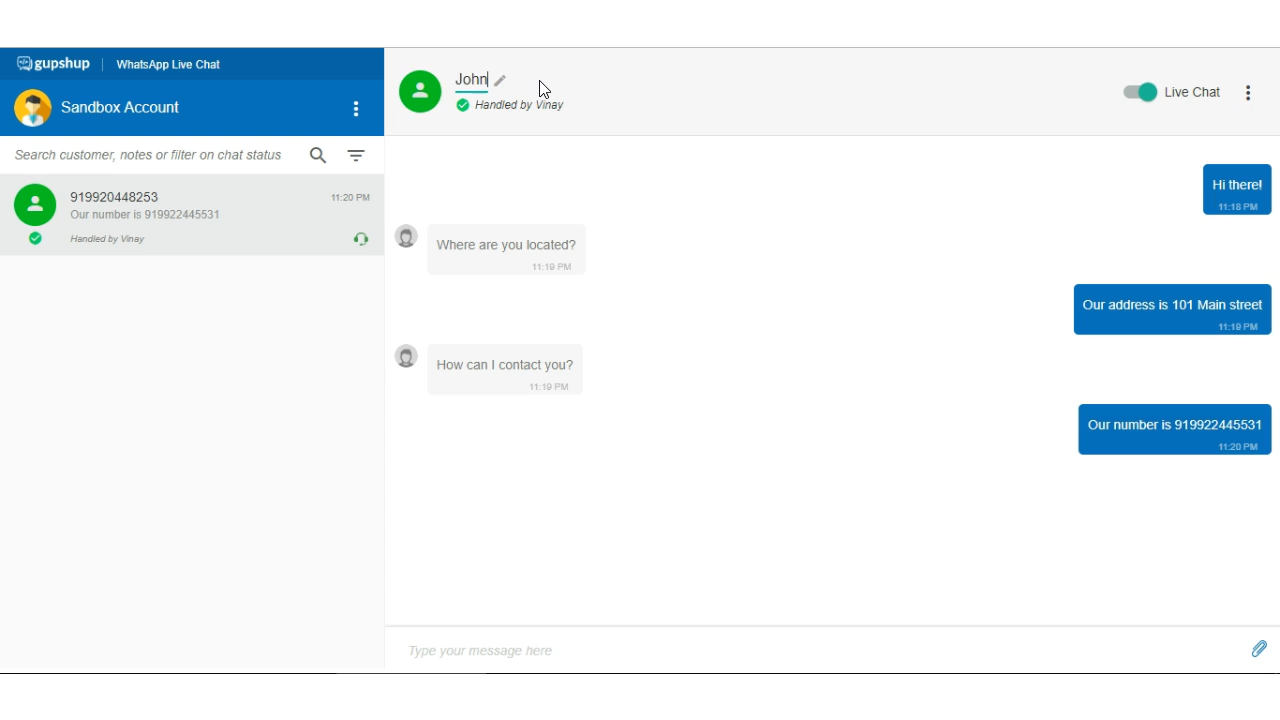 gupshup | WhatsApp Live Chat
Sandbox Account
Search customer, notes or filter on chat status
919920448253
11:20 PM
Our number is 919922445531
Handled by Vinay
John
Handled by Vinay
Live Chat
Hi there!
11:18 PM
Where are you located?
11:19 PM
Our address is 101 Main street
11:19 PM
How can I contact you?
11:19 PM
Our number is 919922445531
11:20 PM
Type your message here